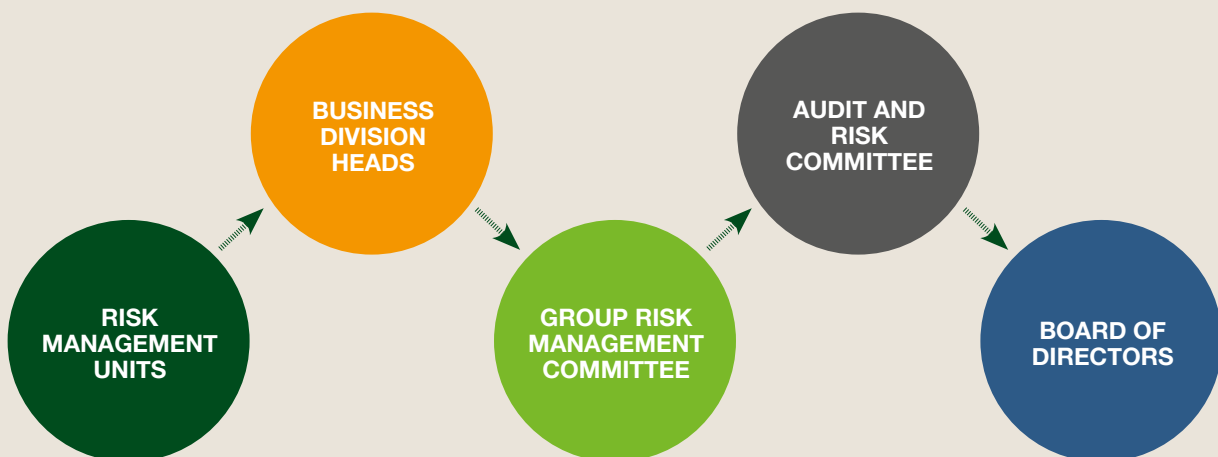 RISK
MANAGEMENT
UNITS
BUSINESS
DIVISION
HEADS
GROUP RISK
MANAGEMENT
COMMITTEE
AUDIT AND
RISK
COMMITTEE
BOARD OF
DIRECTORS